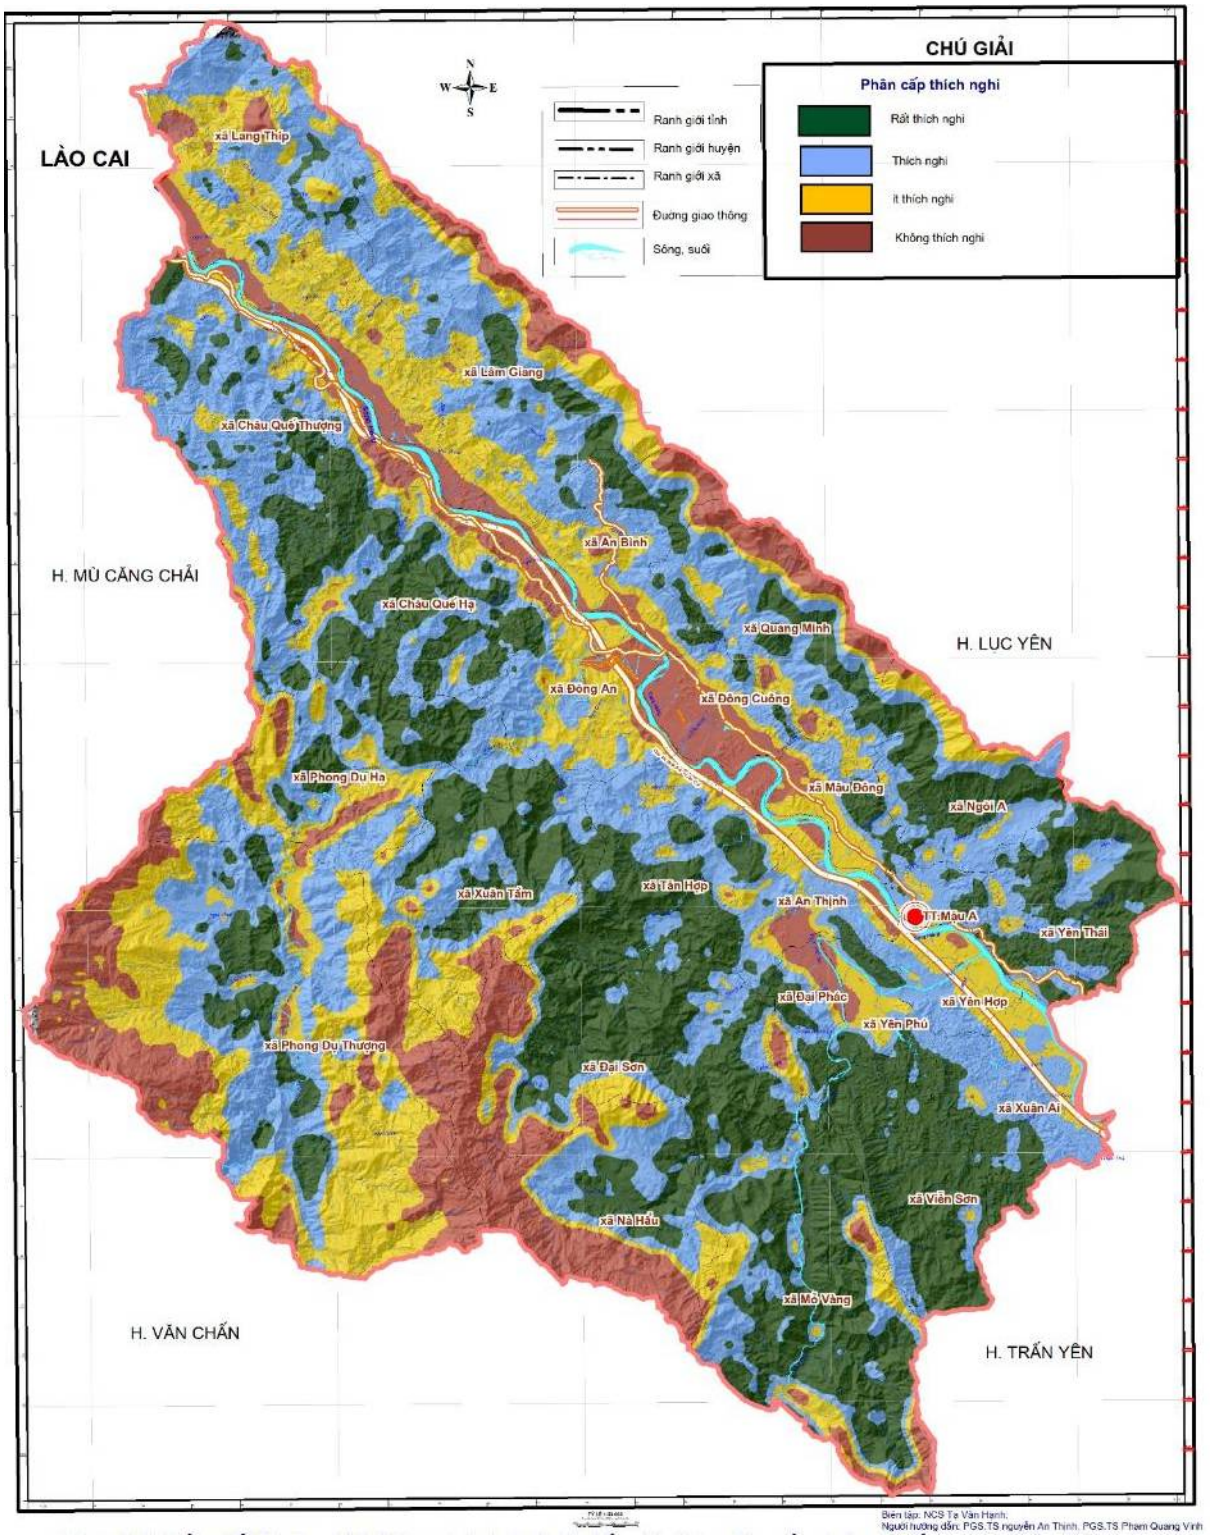 CHÚ GIẢI
Phân cấp thích nghi
Rất thích nghi
Thích nghi
ít thích nghi
Không thích nghi
N
W E
S
Ranh giới tỉnh
Ranh giới huyện
Ranh giới xã
Đường giao thông
Sông, suối
LÀO CAI
xã Lang Thíp
xã Lâm Giang
xã Châu Quế Thượng
xã An Bình
H. MÙ CĂNG CHẢI
xã Châu Quế Hạ
xã Quang Minh
H. LỤC YÊN
xã Đông An
xã Đông Cuông
xã Phong Dụ Hạ
xã Mậu Đông
xã Ngòi A
xã Xuân Tầm
xã Tân Hợp
xã An Thịnh
TT.Mậu A
xã Yên Thái
xã Đại Phác
xã Yên Hợp
xã Yên Phú
xã Phong Dụ Thượng
xã Đại Sơn
xã Xuân Ái
xã Viễn Sơn
xã Nà Hẩu
xã Mỏ Vàng
H. VĂN CHẤN
H. TRẤN YÊN
Biên tập: NCS Tạ Văn Hạnh.
Người hướng dẫn: PGS.TS nguyễn An Thịnh, PGS.TS Phạm Quang Vinh